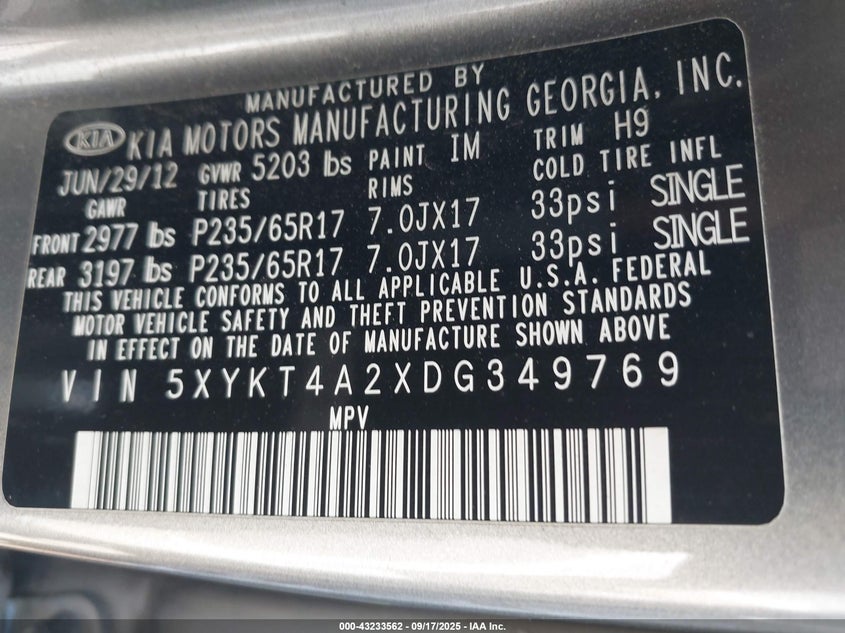 MANUFACTURED BY
KIA KIA MOTORS MANUFACTURING GEORGIA, INC.
JUN/29/12 GVWR 5203 lbs PAINT IM TRIM H9
GAWR TIRES RIMS COLD TIRE INFL
FRONT 2977 lbs P235/65R17 7.0JX17 33psi SINGLE
REAR 3197 lbs P235/65R17 7.0JX17 33psi SINGLE
THIS VEHICLE CONFORMS TO ALL APPLICABLE U.S.A. FEDERAL
MOTOR VEHICLE SAFETY AND THEFT PREVENTION STANDARDS
IN EFFECT ON THE DATE OF MANUFACTURE SHOWN ABOVE
VIN 5XYKT4A2XDG349769
MPV
000-43233562 - 09/17/2025 - IAA Inc.